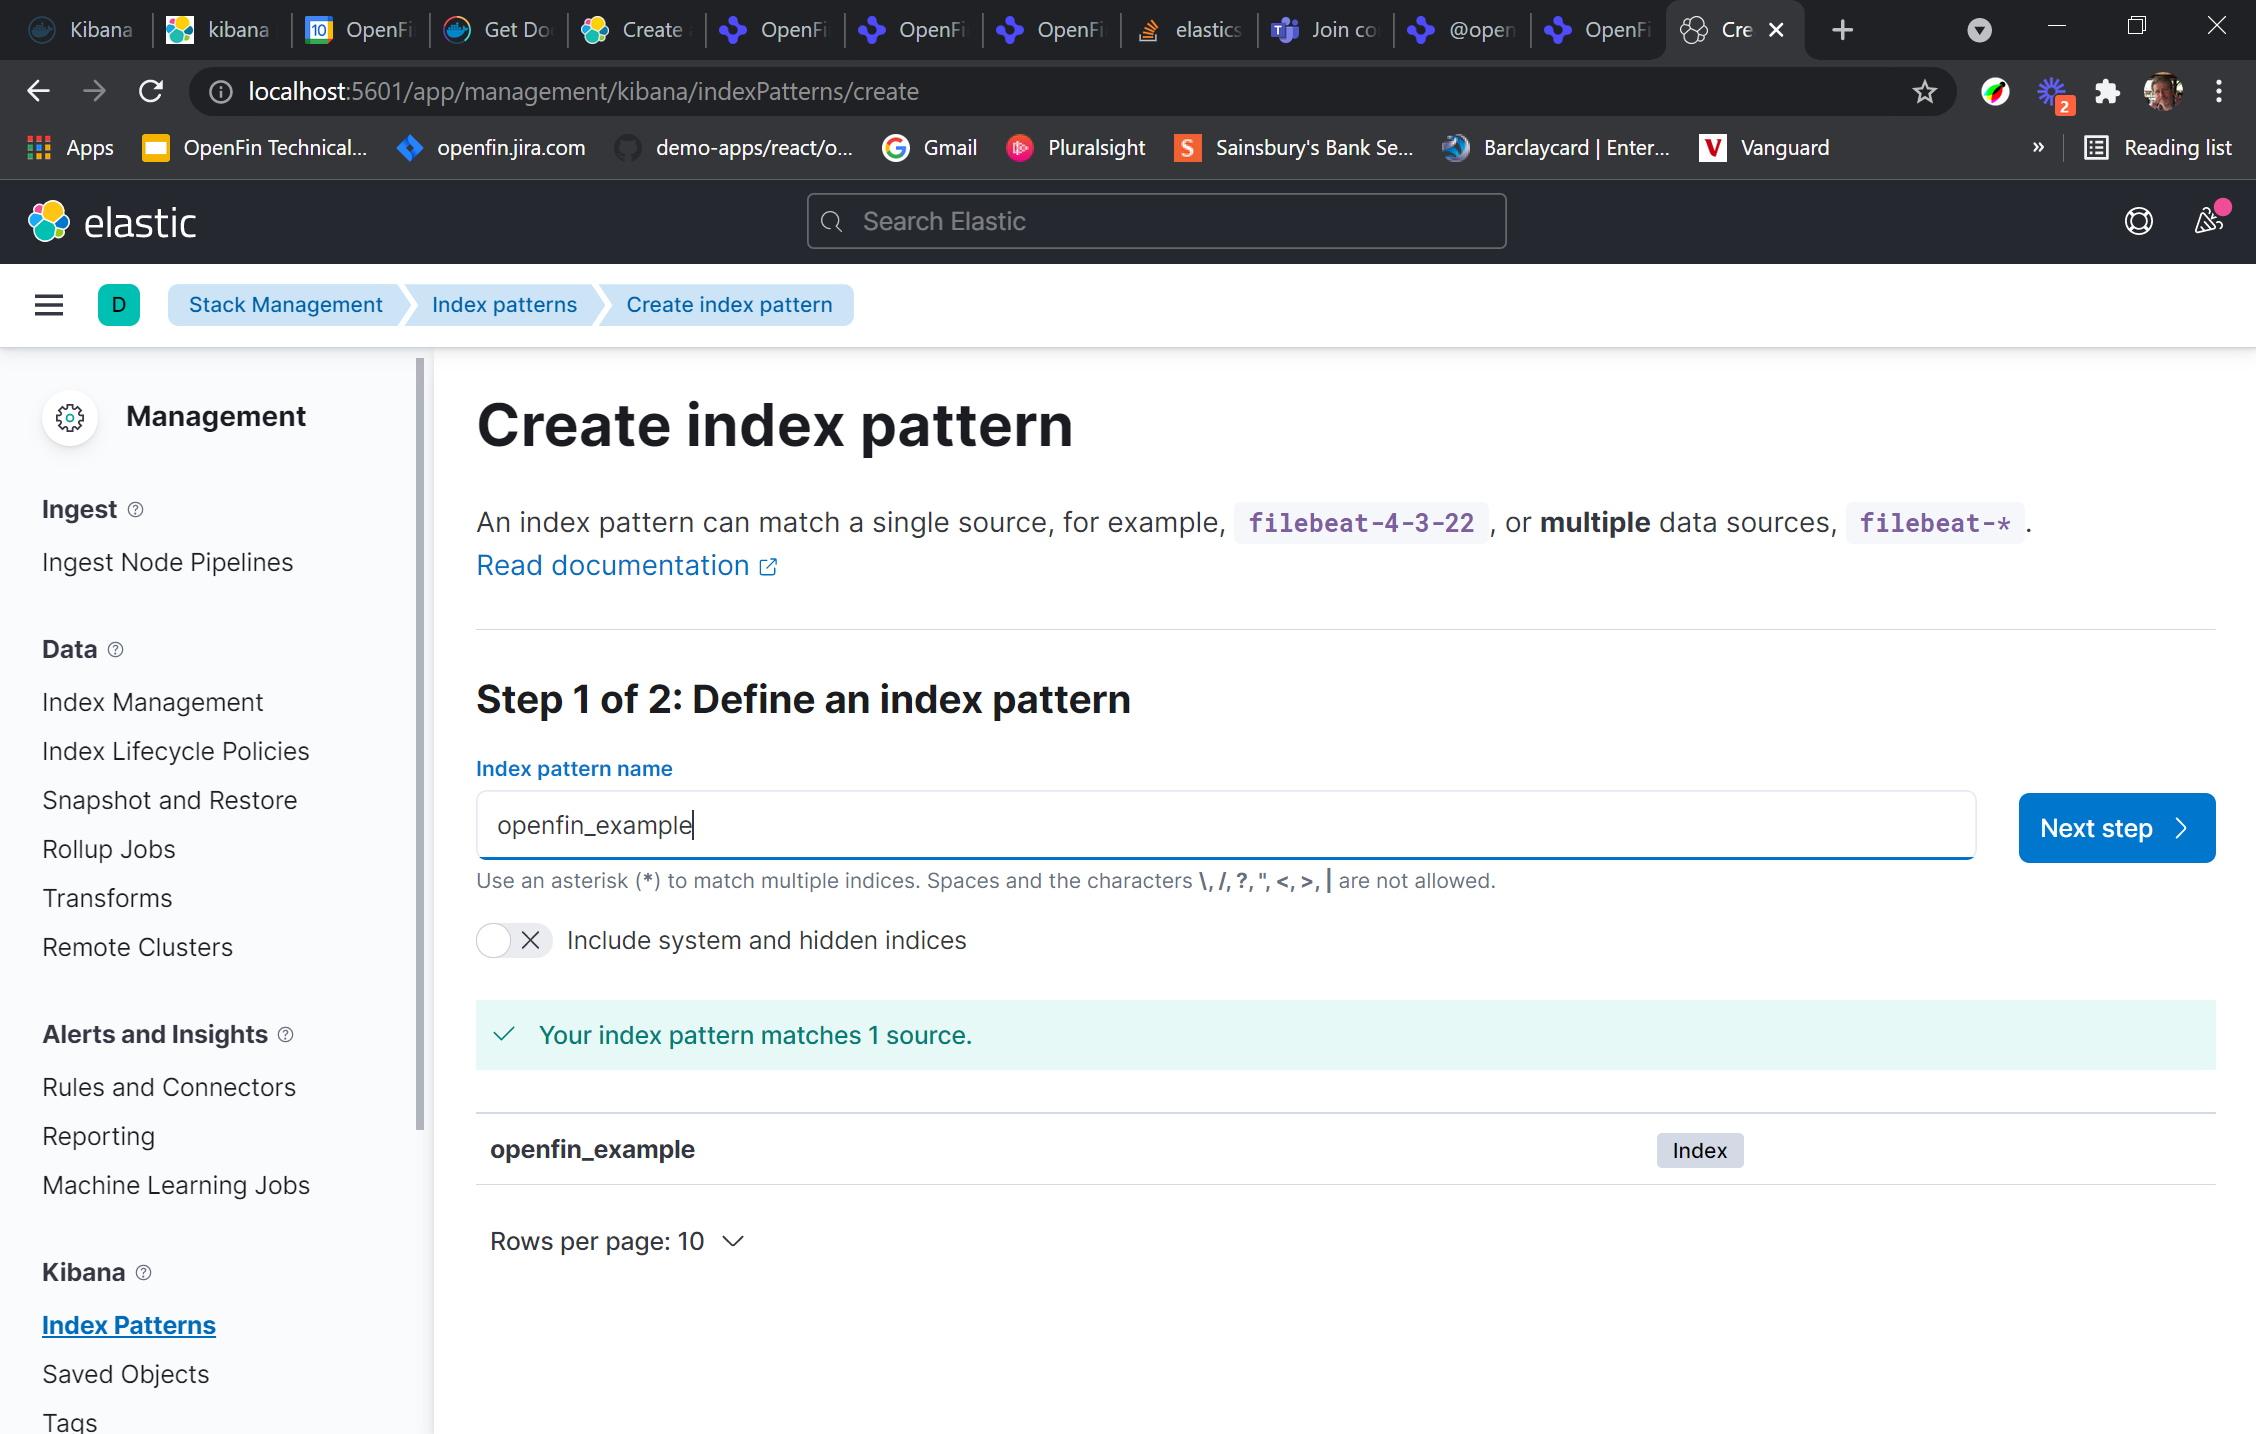 Kibana kibana OpenFi Get Do Create OpenFi OpenFi OpenFi elastics Join co @open OpenFi Cre
localhost:5601/app/management/kibana/indexPatterns/create 2
Apps OpenFin Technical... openfin.jira.com demo-apps/react/o... Gmail Pluralsight Sainsbury's Bank Se... Barclaycard | Enter... Vanguard » Reading list
elastic Search Elastic
D Stack Management Index patterns Create index pattern
Management
Ingest
Ingest Node Pipelines
Data
Index Management
Index Lifecycle Policies
Snapshot and Restore
Rollup Jobs
Transforms
Remote Clusters
Alerts and Insights
Rules and Connectors
Reporting
Machine Learning Jobs
Kibana
Index Patterns
Saved Objects
Tags
Create index pattern
An index pattern can match a single source, for example, filebeat-4-3-22 , or multiple data sources, filebeat-* .
Read documentation
Step 1 of 2: Define an index pattern
Index pattern name
openfin_example
Next step
Use an asterisk (*) to match multiple indices. Spaces and the characters \, /, ?, ", <, >, | are not allowed.
Include system and hidden indices
Your index pattern matches 1 source.
openfin_example Index
Rows per page: 10